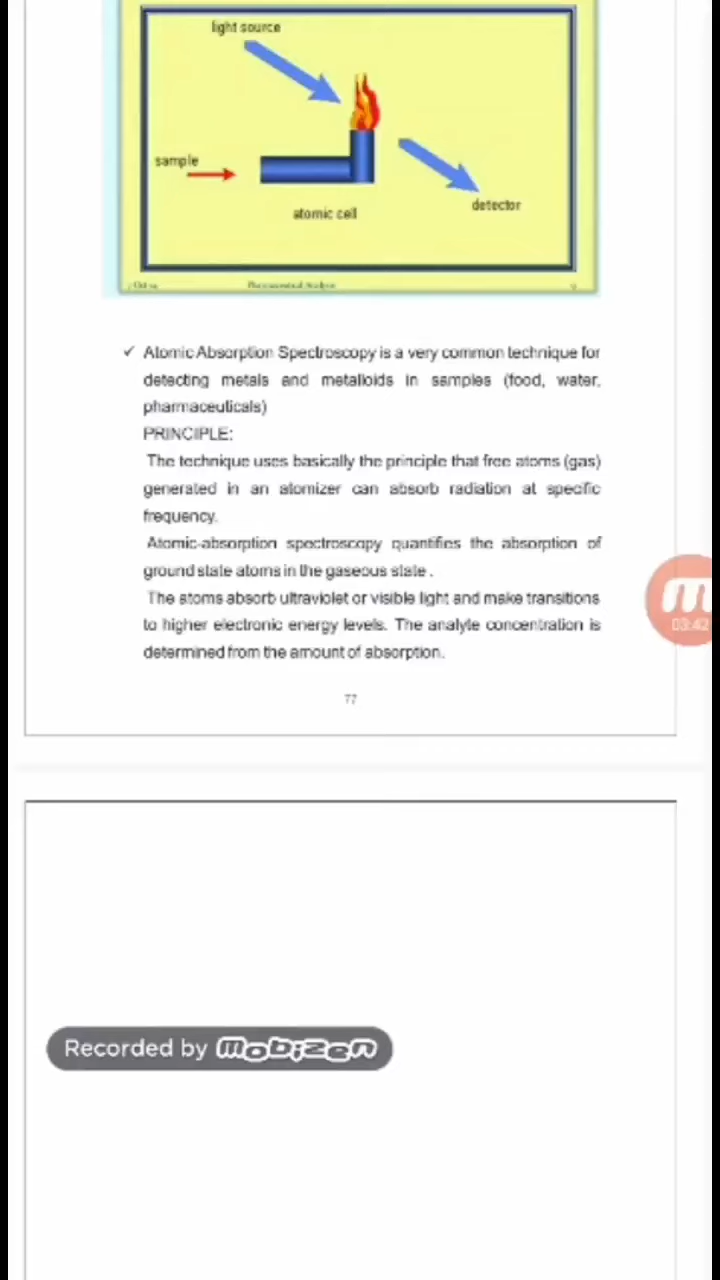 light source
sample
detector
atomic cell
✓ Atomic Absorption Spectroscopy is a very common technique for
detecting metals and metalloids in samples (food, water,
pharmaceuticals)
PRINCIPLE:
The technique uses basically the principle that free atoms (gas)
generated in an atomizer can absorb radiation at specific
frequency.
Atomic-absorption spectroscopy quantifies the absorption of
ground state atoms in the gaseous state .
The atoms absorb ultraviolet or visible light and make transitions
to higher electronic energy levels. The analyte concentration is
determined from the amount of absorption.
m
03:42
77
Recorded by mobizen